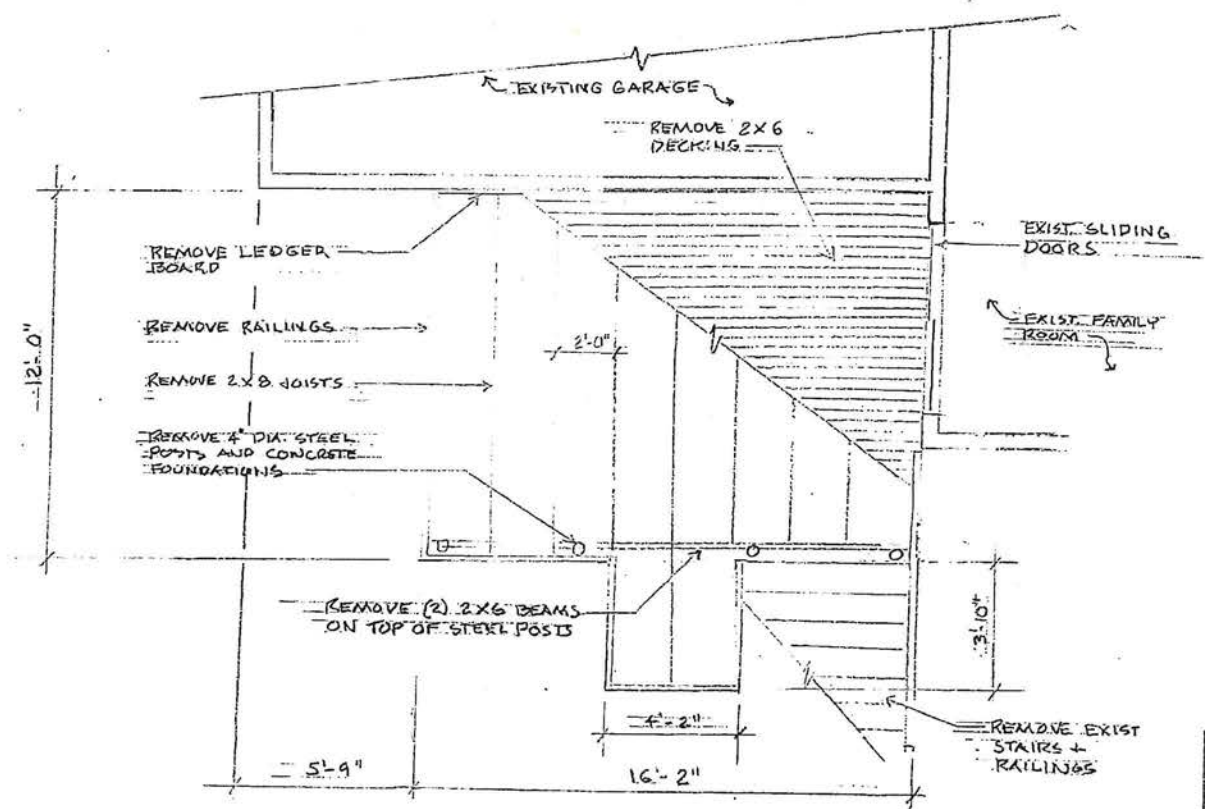 EXISTING GARAGE
REMOVE 2X6
DECKING
REMOVE LEDGER
BOARD
EXIST. SLIDING
DOORS
REMOVE RAILINGS
EXIST. FAMILY
ROOM
2'-0"
12'-0"
REMOVE 2X8 JOISTS
REMOVE 4" DIA. STEEL
POSTS AND CONCRETE
FOUNDATIONS
REMOVE (2) 2X6 BEAMS
ON TOP OF STEEL POSTS
3'-10"
4'-2"
REMOVE EXIST
STAIRS +
RAILINGS
5'-9"
16'-2"